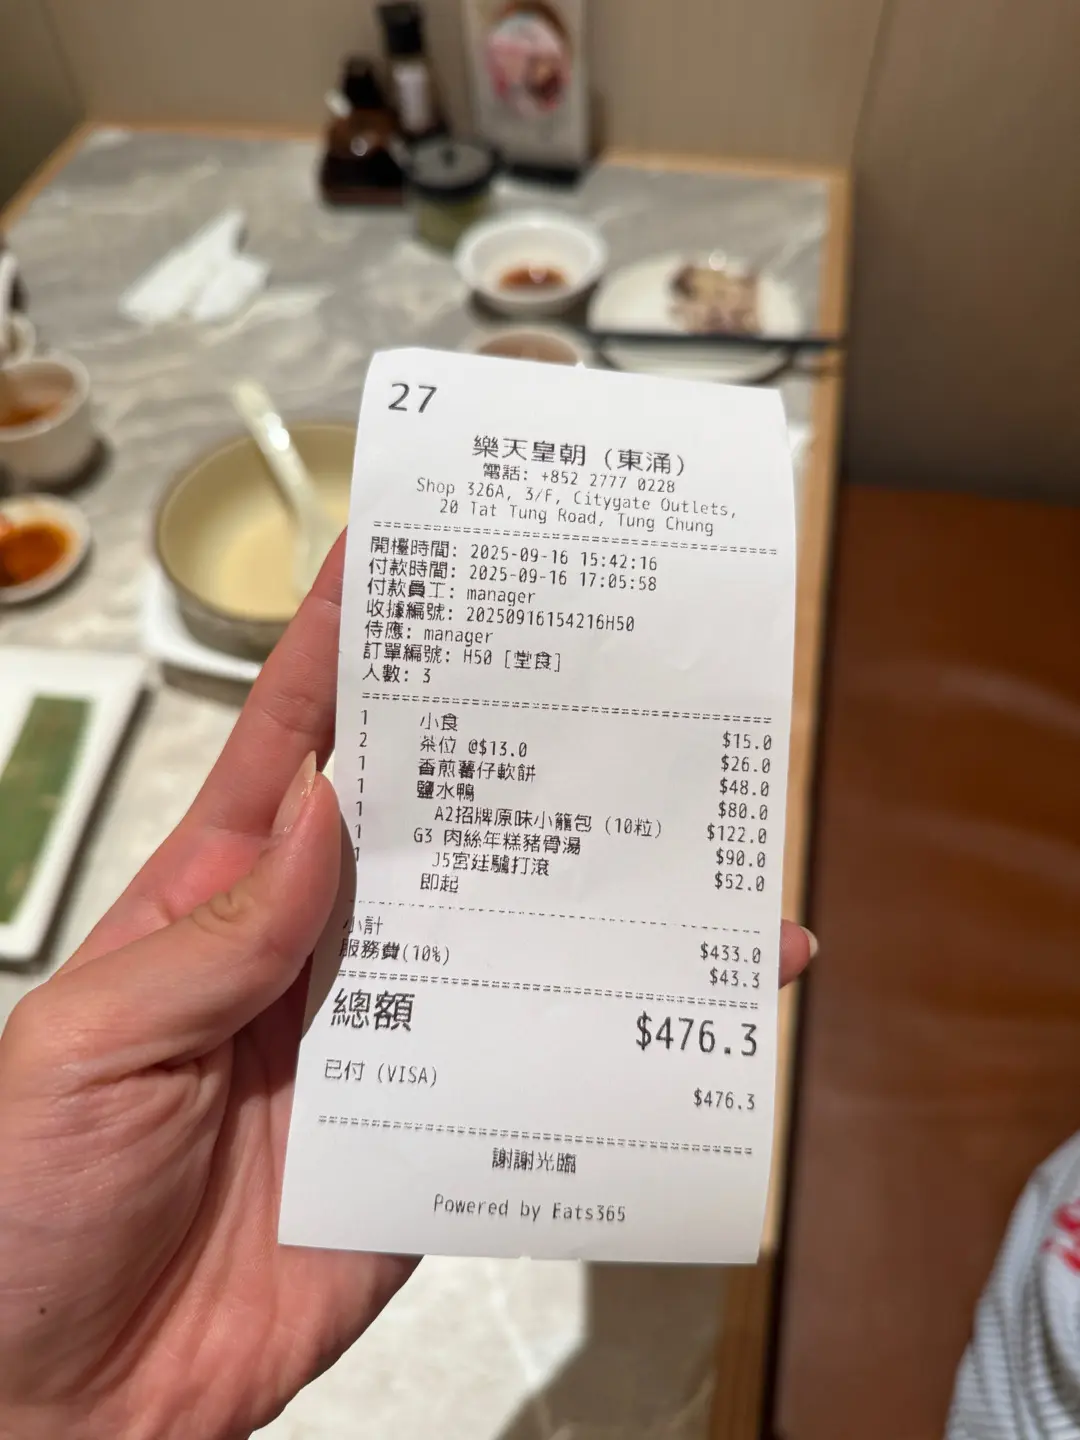 27
樂天皇朝 (東涌)
電話: +852 2777 0228
Shop 326A, 3/F, Citygate Outlets,
20 Tat Tung Road, Tung Chung
開檯時間: 2025-09-16 15:42:16
付款時間: 2025-09-16 17:05:58
付款員工: manager
收據編號: 20250916154216H50
侍應: manager
訂單編號: H50 [堂食]
人數: 3
1 小食 $15.0
2 茶位 @$13.0 $26.0
1 香煎薯仔軟餅 $48.0
1 鹽水鴨 $80.0
1 A2招牌原味小籠包 (10粒) $122.0
1 G3 肉絲年糕豬骨湯 $90.0
1 J5宮廷驢打滾 $52.0
即起
小計 $433.0
服務費(10%) $43.3
總額 $476.3
已付 (VISA) $476.3
謝謝光臨
Powered by Eats365